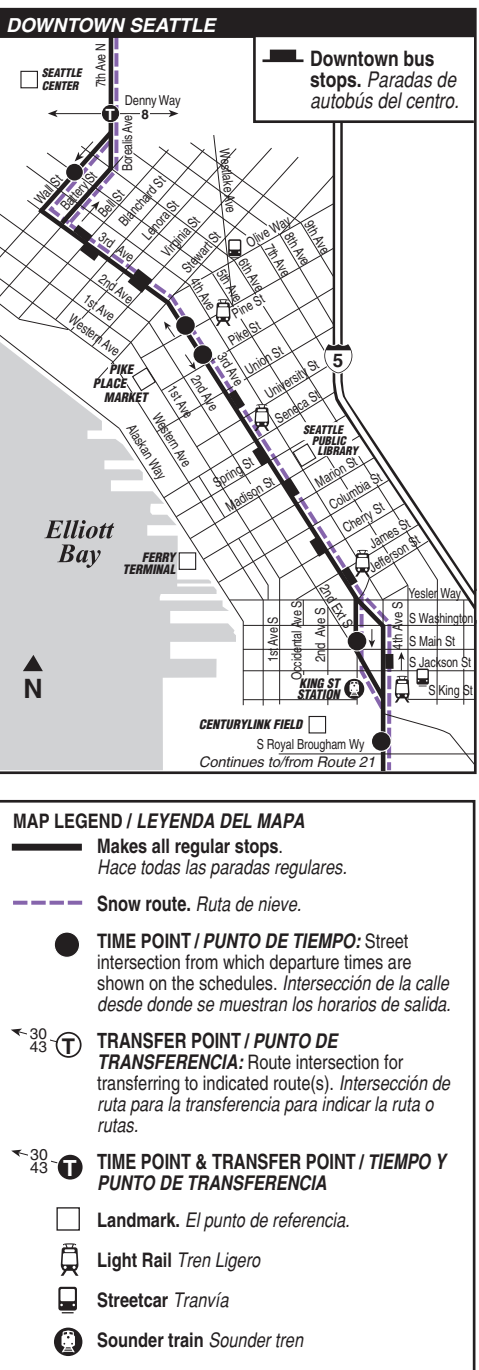 DOWNTOWN SEATTLE
Downtown bus
stops. Paradas de
autobús del centro.
SEATTLE
CENTER
7th Ave N
Denny Way
T
8
Borealis Ave
Wall St
Battery St
Bell St
Blanchard St
Lenora St
Virginia St
Stewart St
Westlake Ave
Olive Way
9th Ave
8th Ave
7th Ave
6th Ave
5th Ave
4th Ave
3rd Ave
2nd Ave
1st Ave
Western Ave
Pine St
Pike St
Union St
University St
Seneca St
5
3rd Ave
2nd Ave
1st Ave
Western Ave
Alaskan Way
PIKE
PLACE
MARKET
SEATTLE
PUBLIC
LIBRARY
Spring St
Madison St
Marion St
Columbia St
Cherry St
James St
Jefferson St
Elliott
Bay
FERRY
TERMINAL
Yesler Way
S Washington
S Main St
S Jackson St
S King St
1st Ave S
Occidental Ave S
2nd Ave S
2nd Ext S
4th Ave S
N
KING ST
STATION
CENTURYLINK FIELD
S Royal Brougham Wy
Continues to/from Route 21
MAP LEGEND / LEYENDA DEL MAPA
Makes all regular stops.
Hace todas las paradas regulares.
Snow route. Ruta de nieve.
TIME POINT / PUNTO DE TIEMPO: Street
intersection from which departure times are
shown on the schedules. Intersección de la calle
desde donde se muestran los horarios de salida.
30
43
T
TRANSFER POINT / PUNTO DE
TRANSFERENCIA: Route intersection for
transferring to indicated route(s). Intersección de
ruta para la transferencia para indicar la ruta o
rutas.
30
43
T
TIME POINT & TRANSFER POINT / TIEMPO Y
PUNTO DE TRANSFERENCIA
Landmark. El punto de referencia.
Light Rail Tren Ligero
Streetcar Tranvía
Sounder train Sounder tren